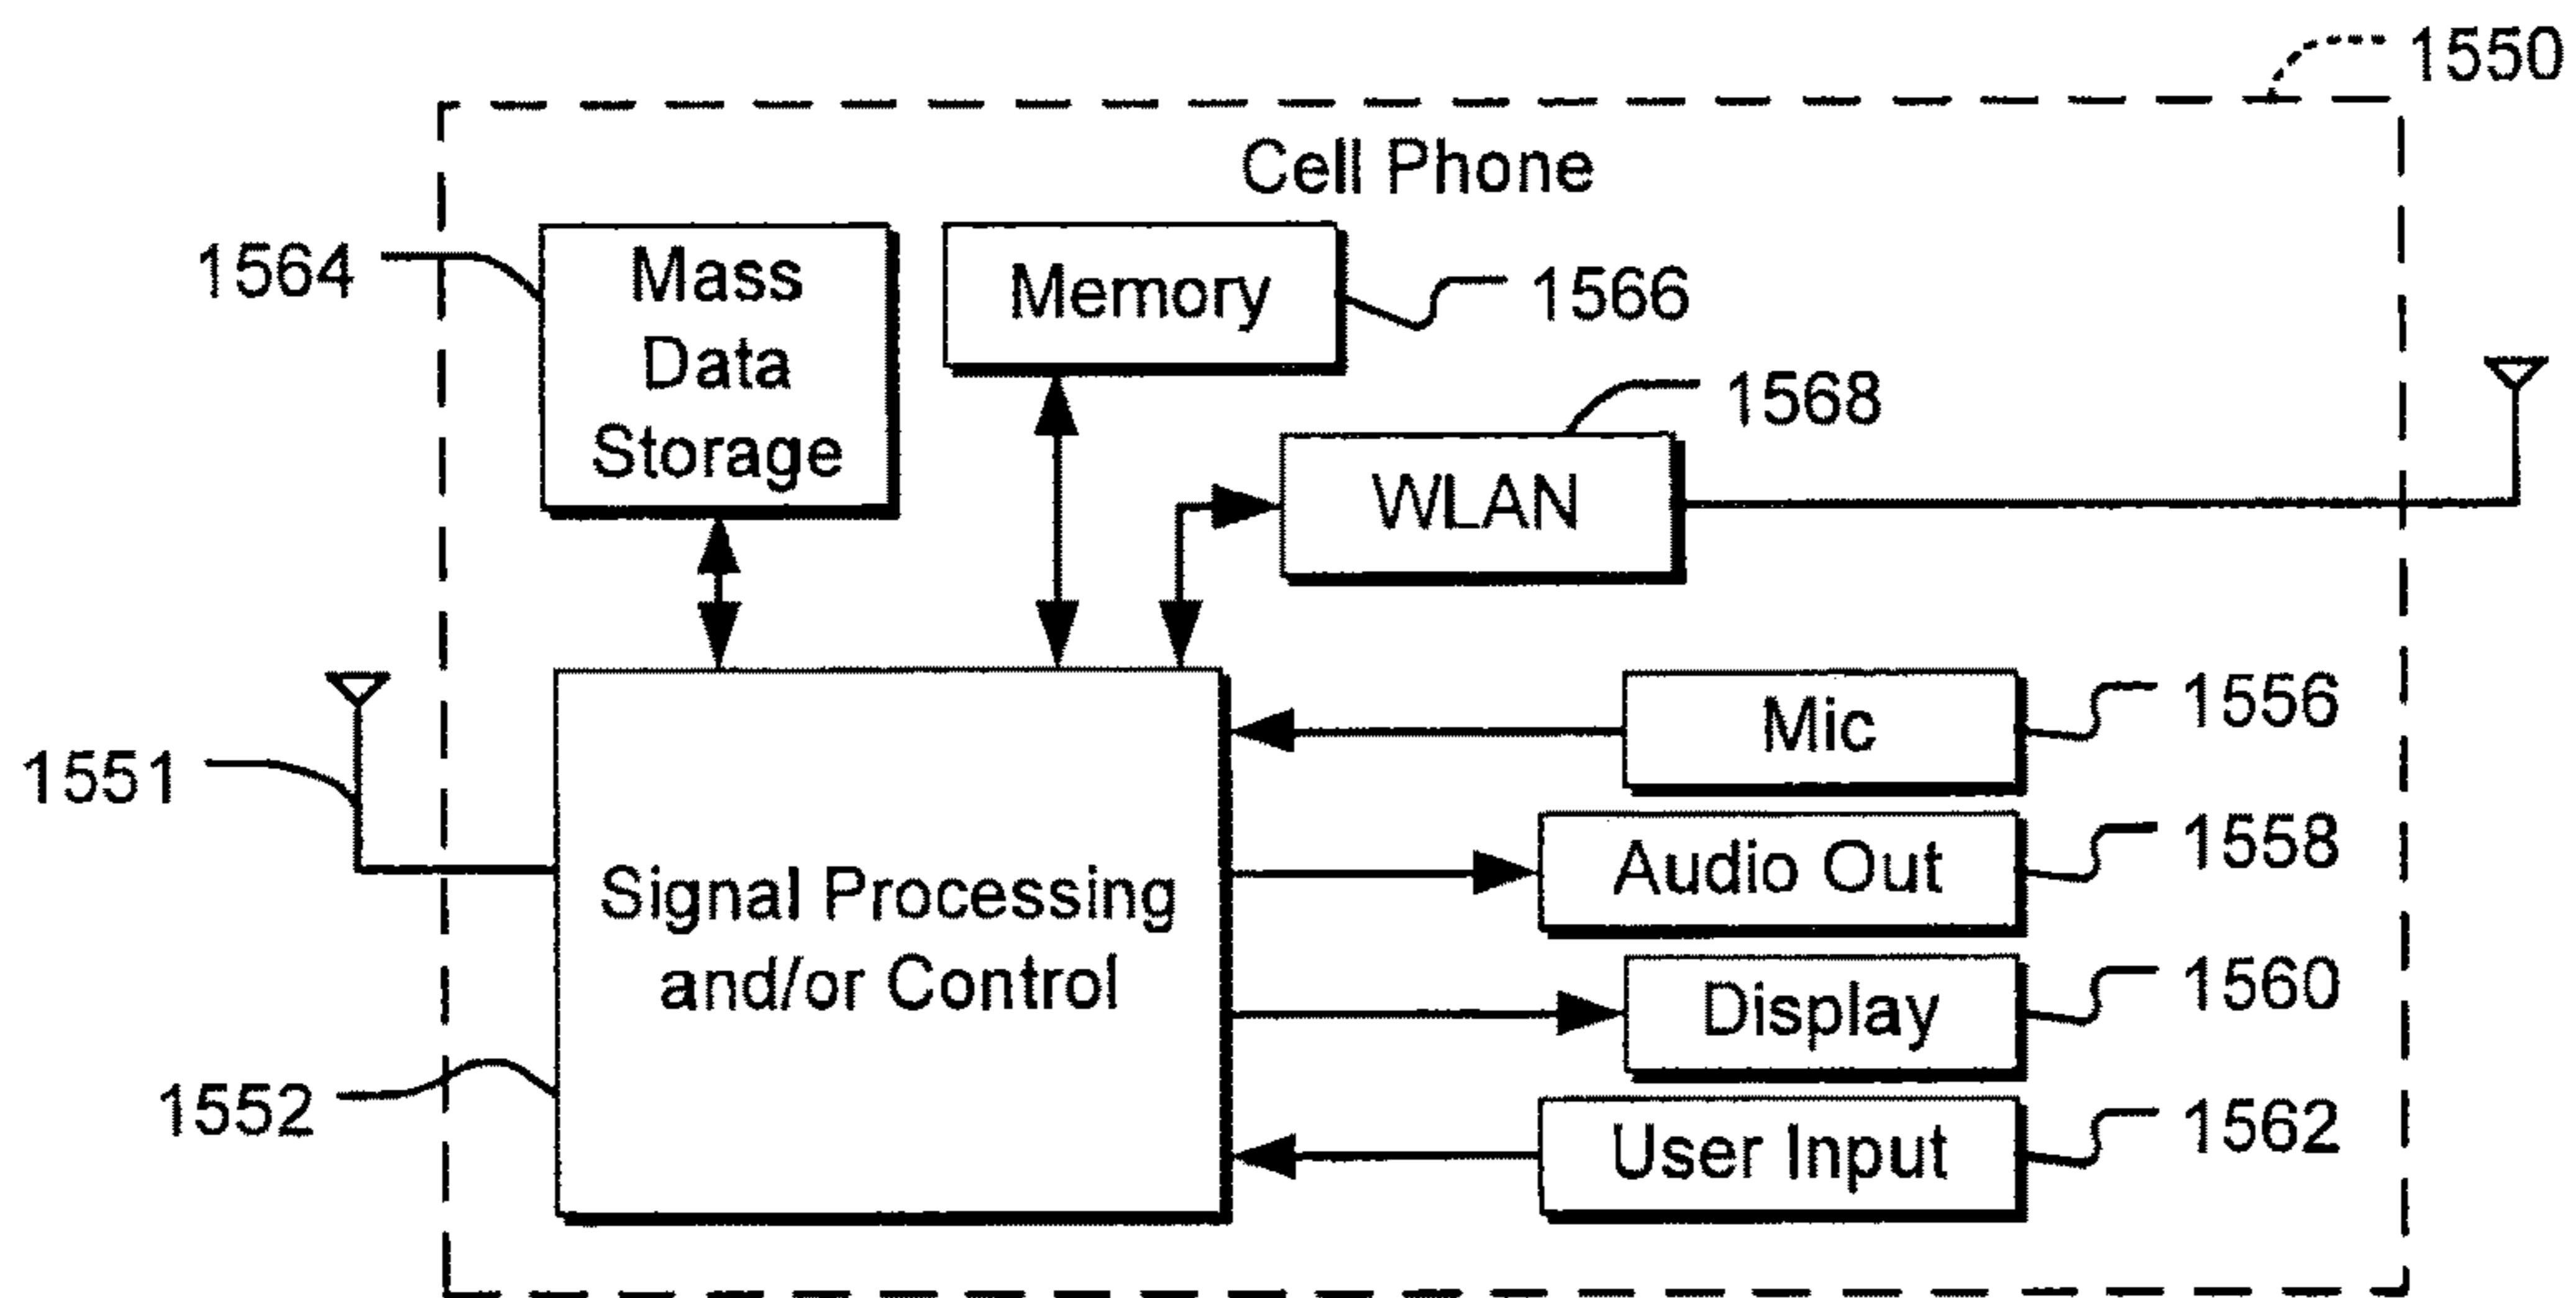 1550
Cell Phone
1564
Mass
Data
Storage
Memory
1566
1568
WLAN
1551
Signal Processing
and/or Control
1552
Mic
1556
Audio Out
1558
Display
1560
User Input
1562